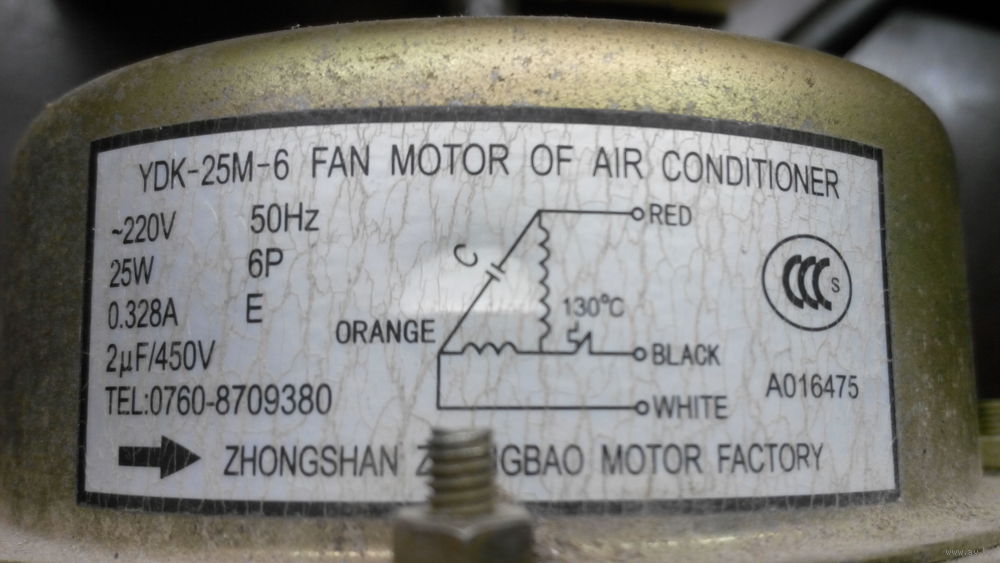 YDK-25M-6 FAN MOTOR OF AIR CONDITIONER
~220V 50Hz
25W 6P
0.328A E
2µF/450V
TEL:0760-8709380
C
RED
130°C
ORANGE
BLACK
WHITE
CCC S
A016475
ZHONGSHAN MOTOR FACTORY